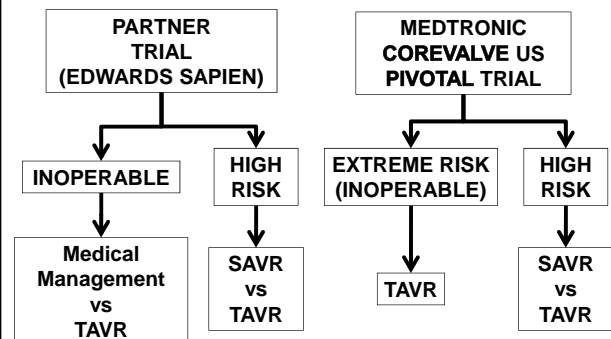 PARTNER
TRIAL
(EDWARDS SAPIEN)
MEDTRONIC
COREVALVE US
PIVOTAL TRIAL
INOPERABLE
HIGH
RISK
EXTREME RISK
(INOPERABLE)
HIGH
RISK
Medical
Management
vs
TAVR
SAVR
vs
TAVR
TAVR
SAVR
vs
TAVR